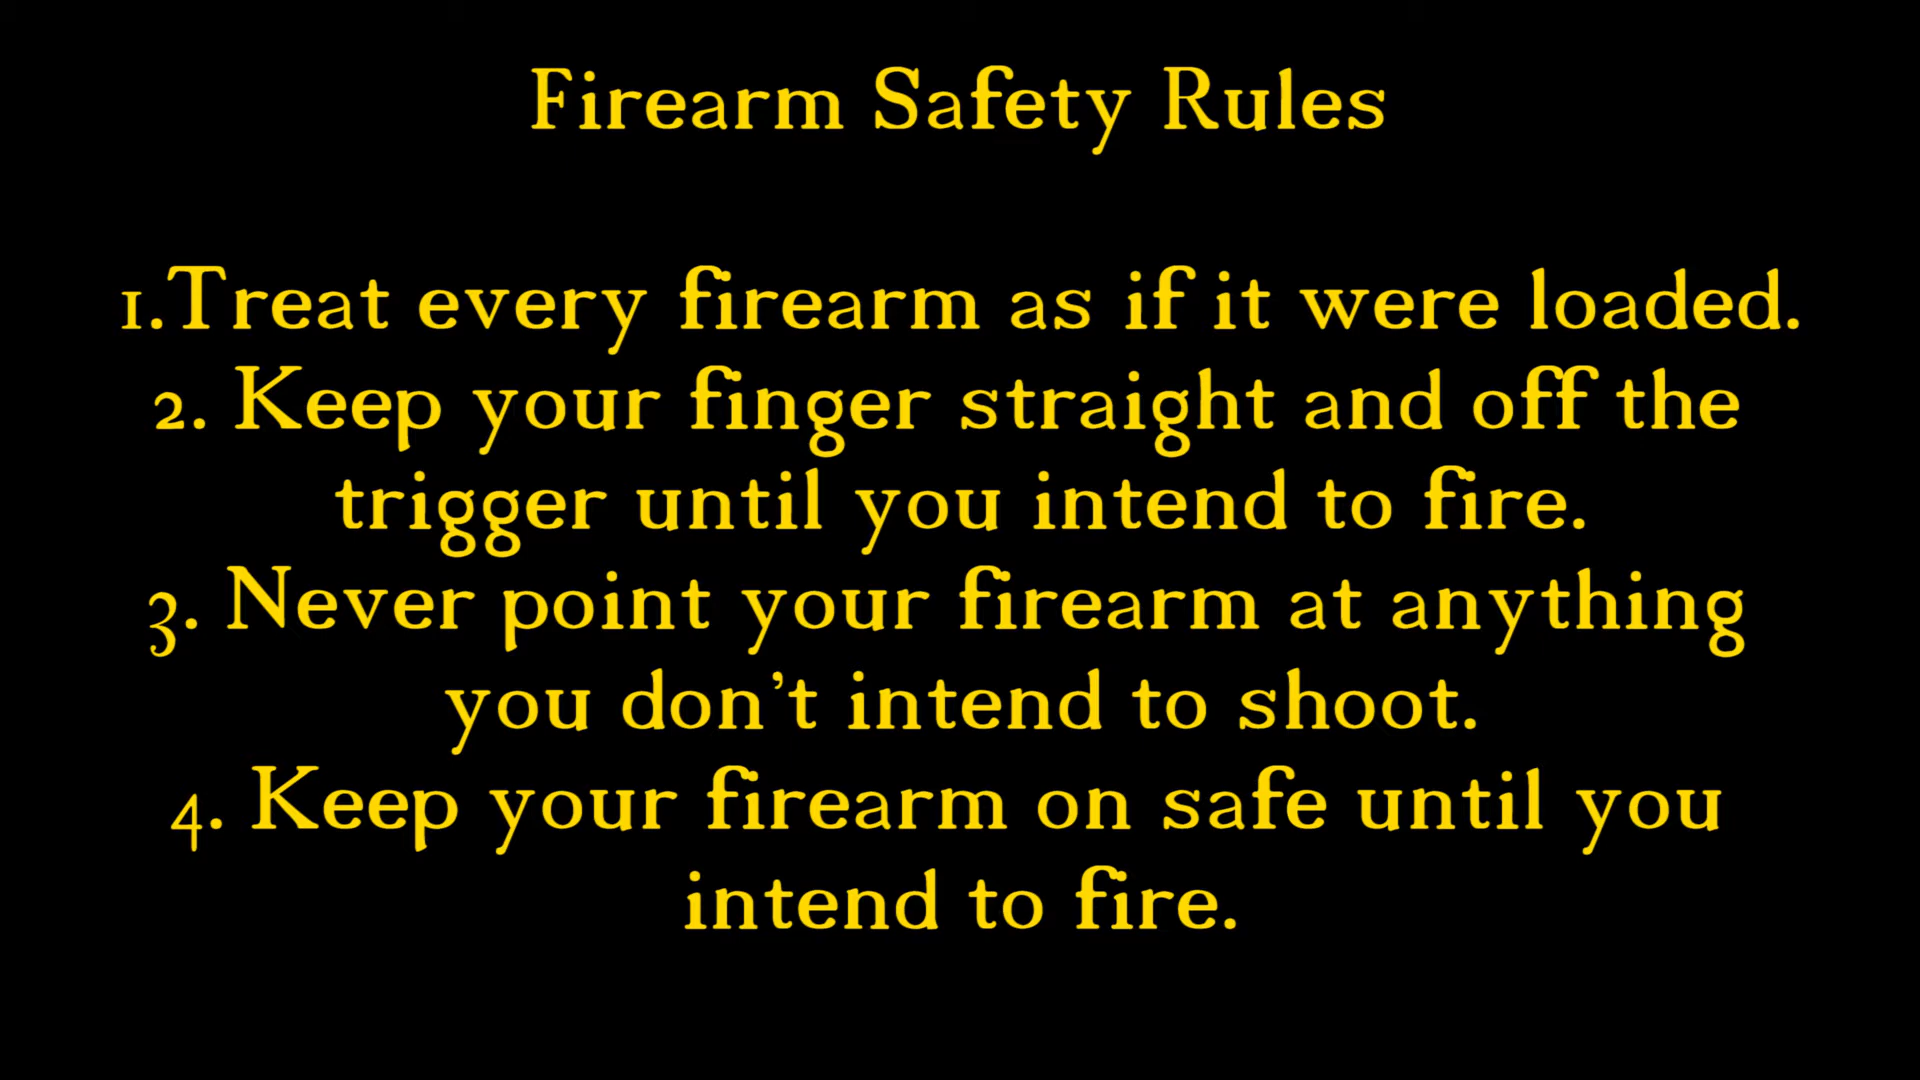 Firearm Safety Rules
1.Treat every firearm as if it were loaded.
2. Keep your finger straight and off the
trigger until you intend to fire.
3. Never point your firearm at anything
you don't intend to shoot.
4. Keep your firearm on safe until you
intend to fire.